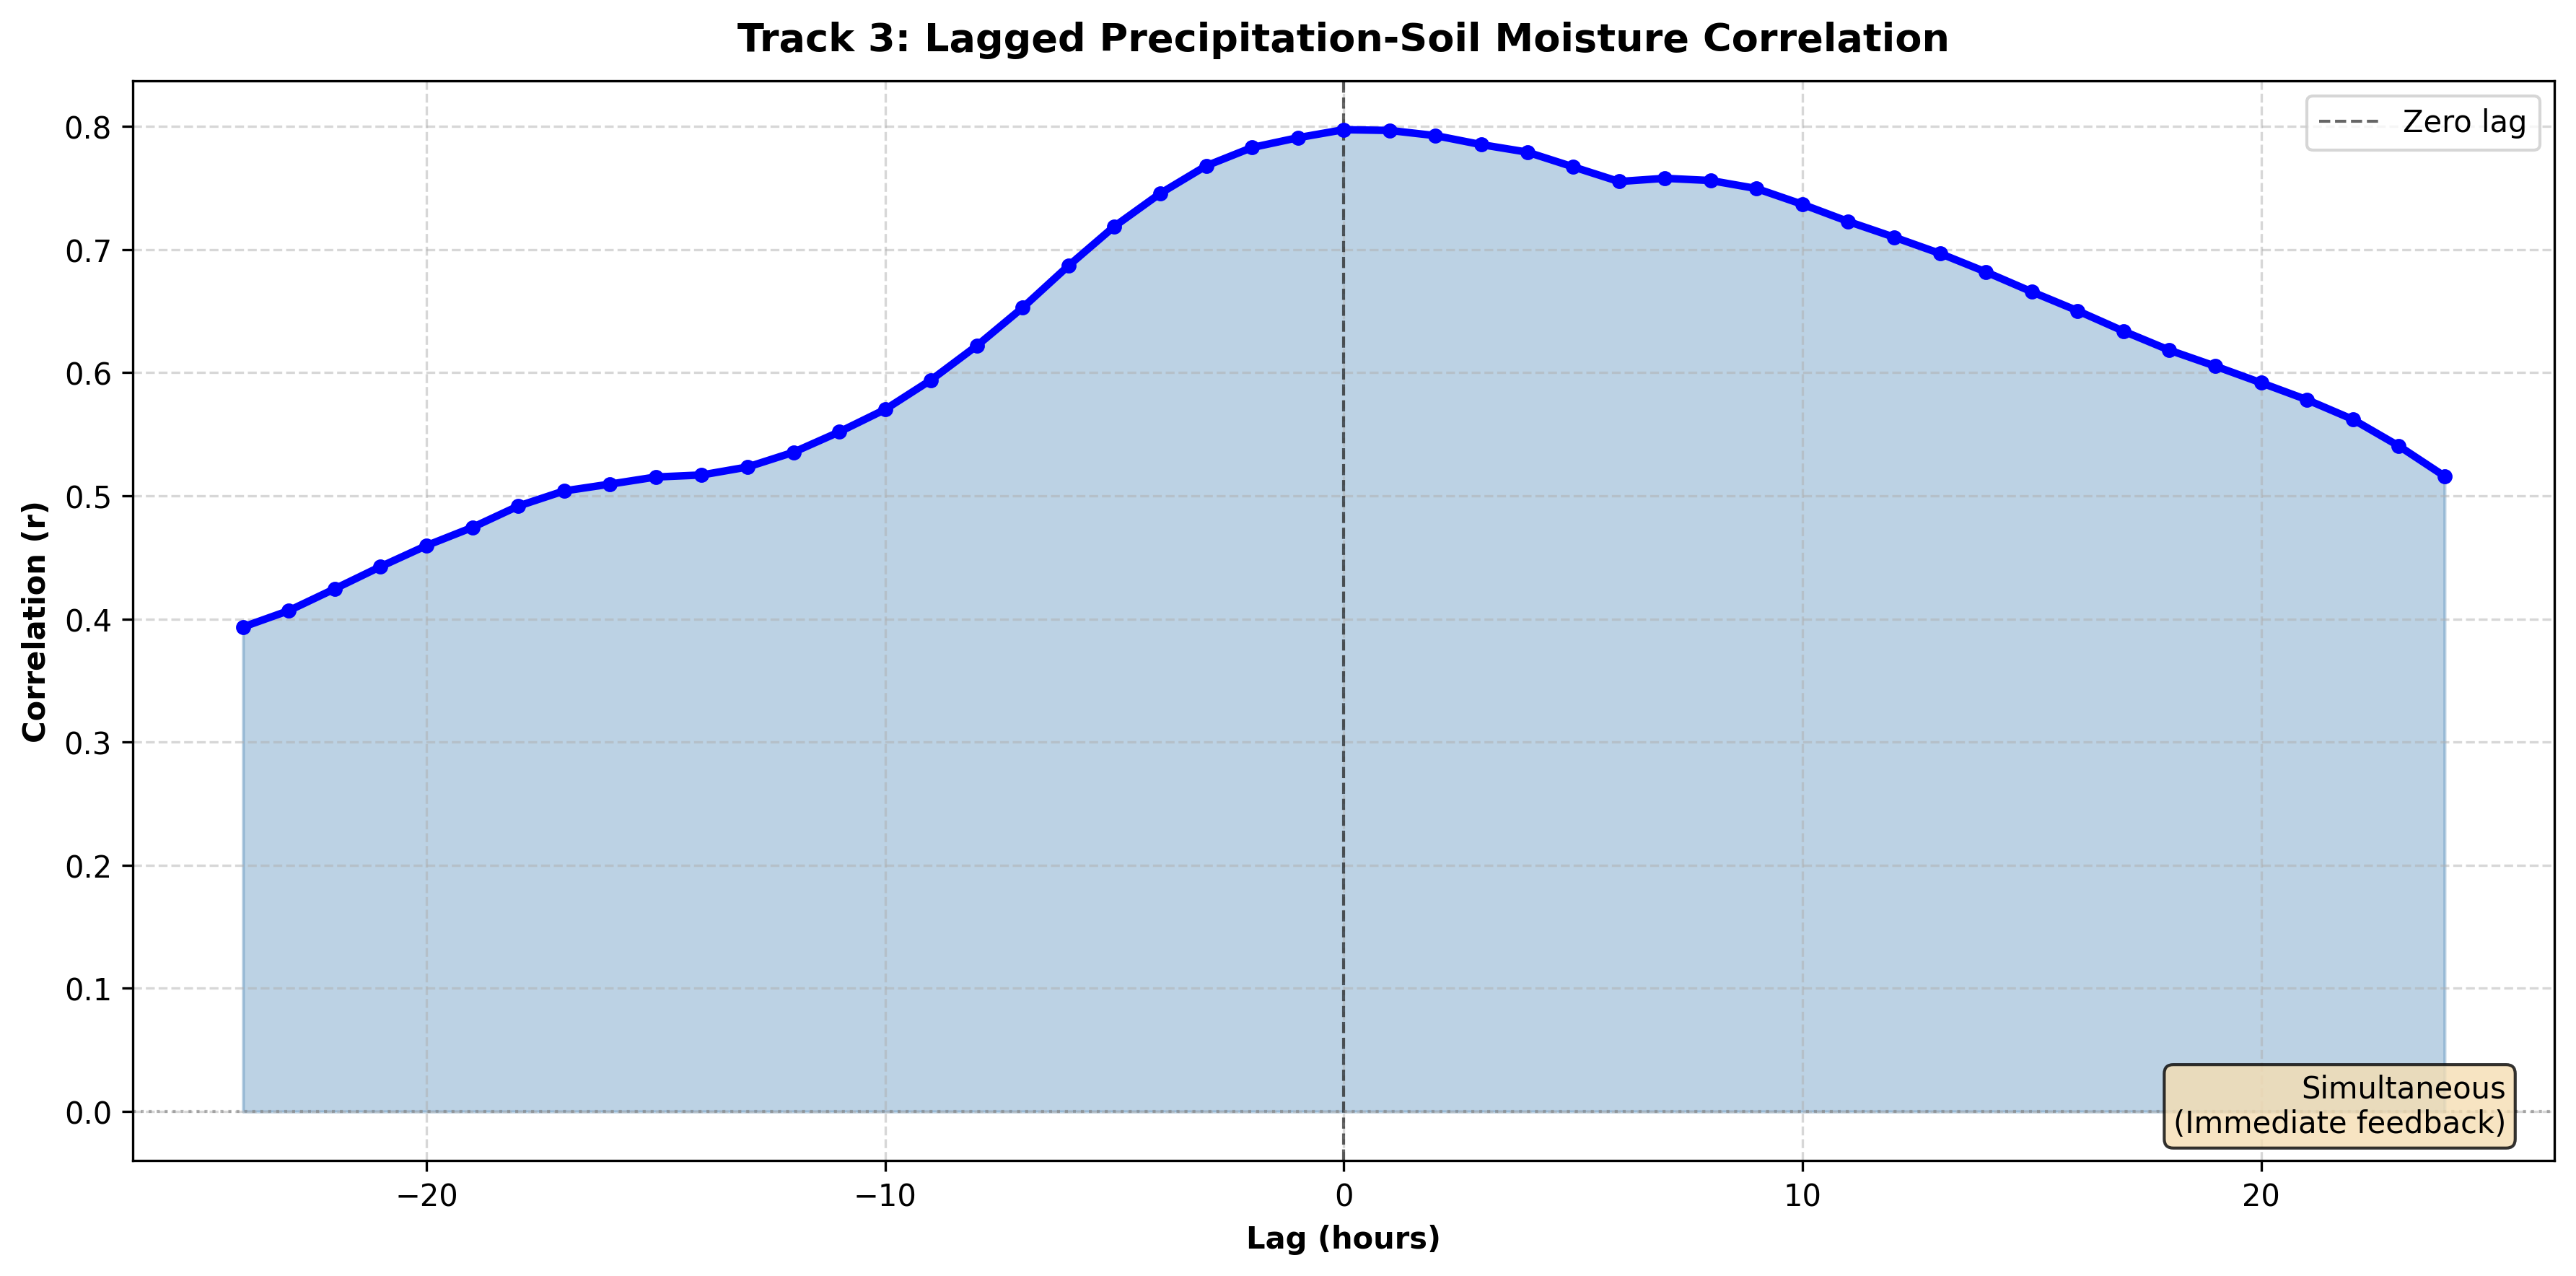 Track 3: Lagged Precipitation-Soil Moisture Correlation
Zero lag
Correlation (r)
0.8
0.7
0.6
0.5
0.4
0.3
0.2
0.1
0.0
Simultaneous
(Immediate feedback)
−20
−10
0
10
20
Lag (hours)